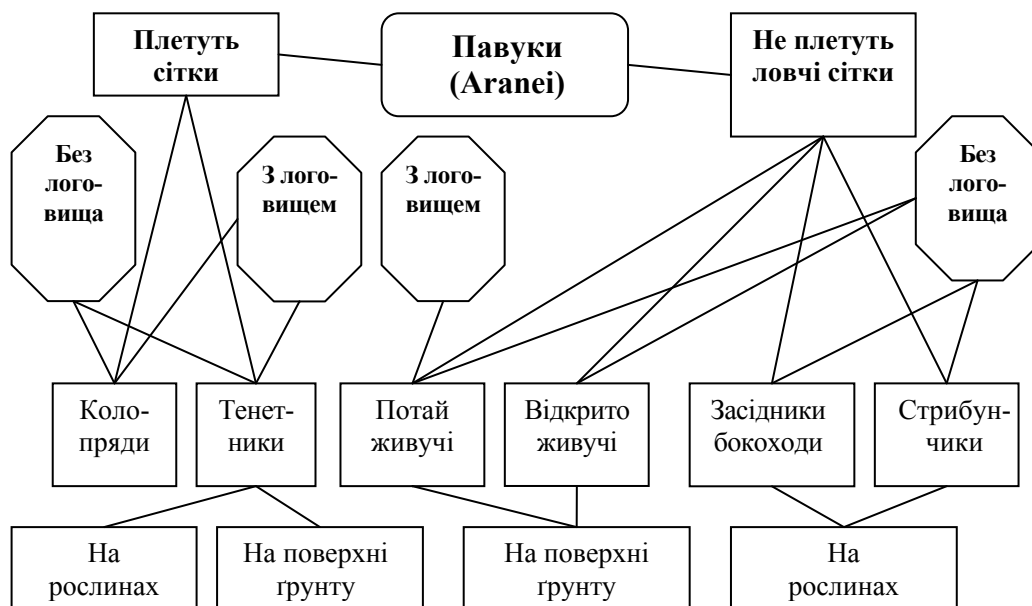 Плетуть
сітки
Павуки
(Aranei)
Не плетуть
ловчі сітки
Без
лого-
вища
З лого-
вищем
З лого-
вищем
Без
лого-
вища
Коло-
пряди
Тенет-
ники
Потай
живучі
Відкрито
живучі
Засідники
бокоходи
Стрибун-
чики
На
рослинах
На поверхні
ґрунту
На поверхні
ґрунту
На
рослинах